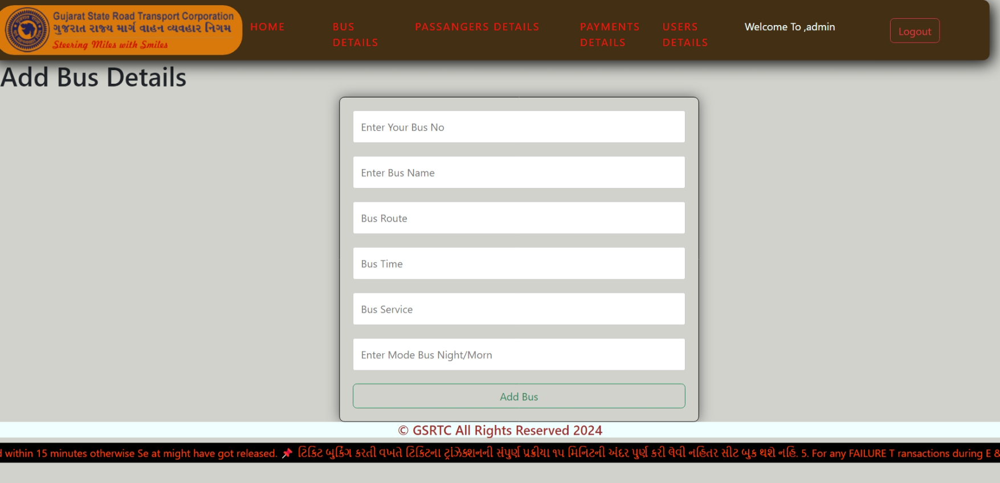 Gujarat State Road Transport Corporation
ગુજરાત રાજ્ય માર્ગ વાહન વ્યવહાર નિગમ
Steering Miles with Smiles
HOME
BUS
DETAILS
PASSANGERS DETAILS
PAYMENTS
DETAILS
USERS
DETAILS
Welcome To ,admin
Logout
Add Bus Details
Enter Your Bus No
Enter Bus Name
Bus Route
Bus Time
Bus Service
Enter Mode Bus Night/Morn
Add Bus
© GSRTC All Rights Reserved 2024
d within 15 minutes otherwise Se at might have got released. 📌 ટિકિટ બુકિંગ કરતી વખતે ટિકિટના ટ્રાંઝેક્શનની સંપુર્ણ પ્રક્રીયા ૧૫ મિનિટની અંદર પુર્ણ કરી લેવી નહિતર સીટ બુક થશે નહિ. 5. For any FAILURE T ransactions during E &